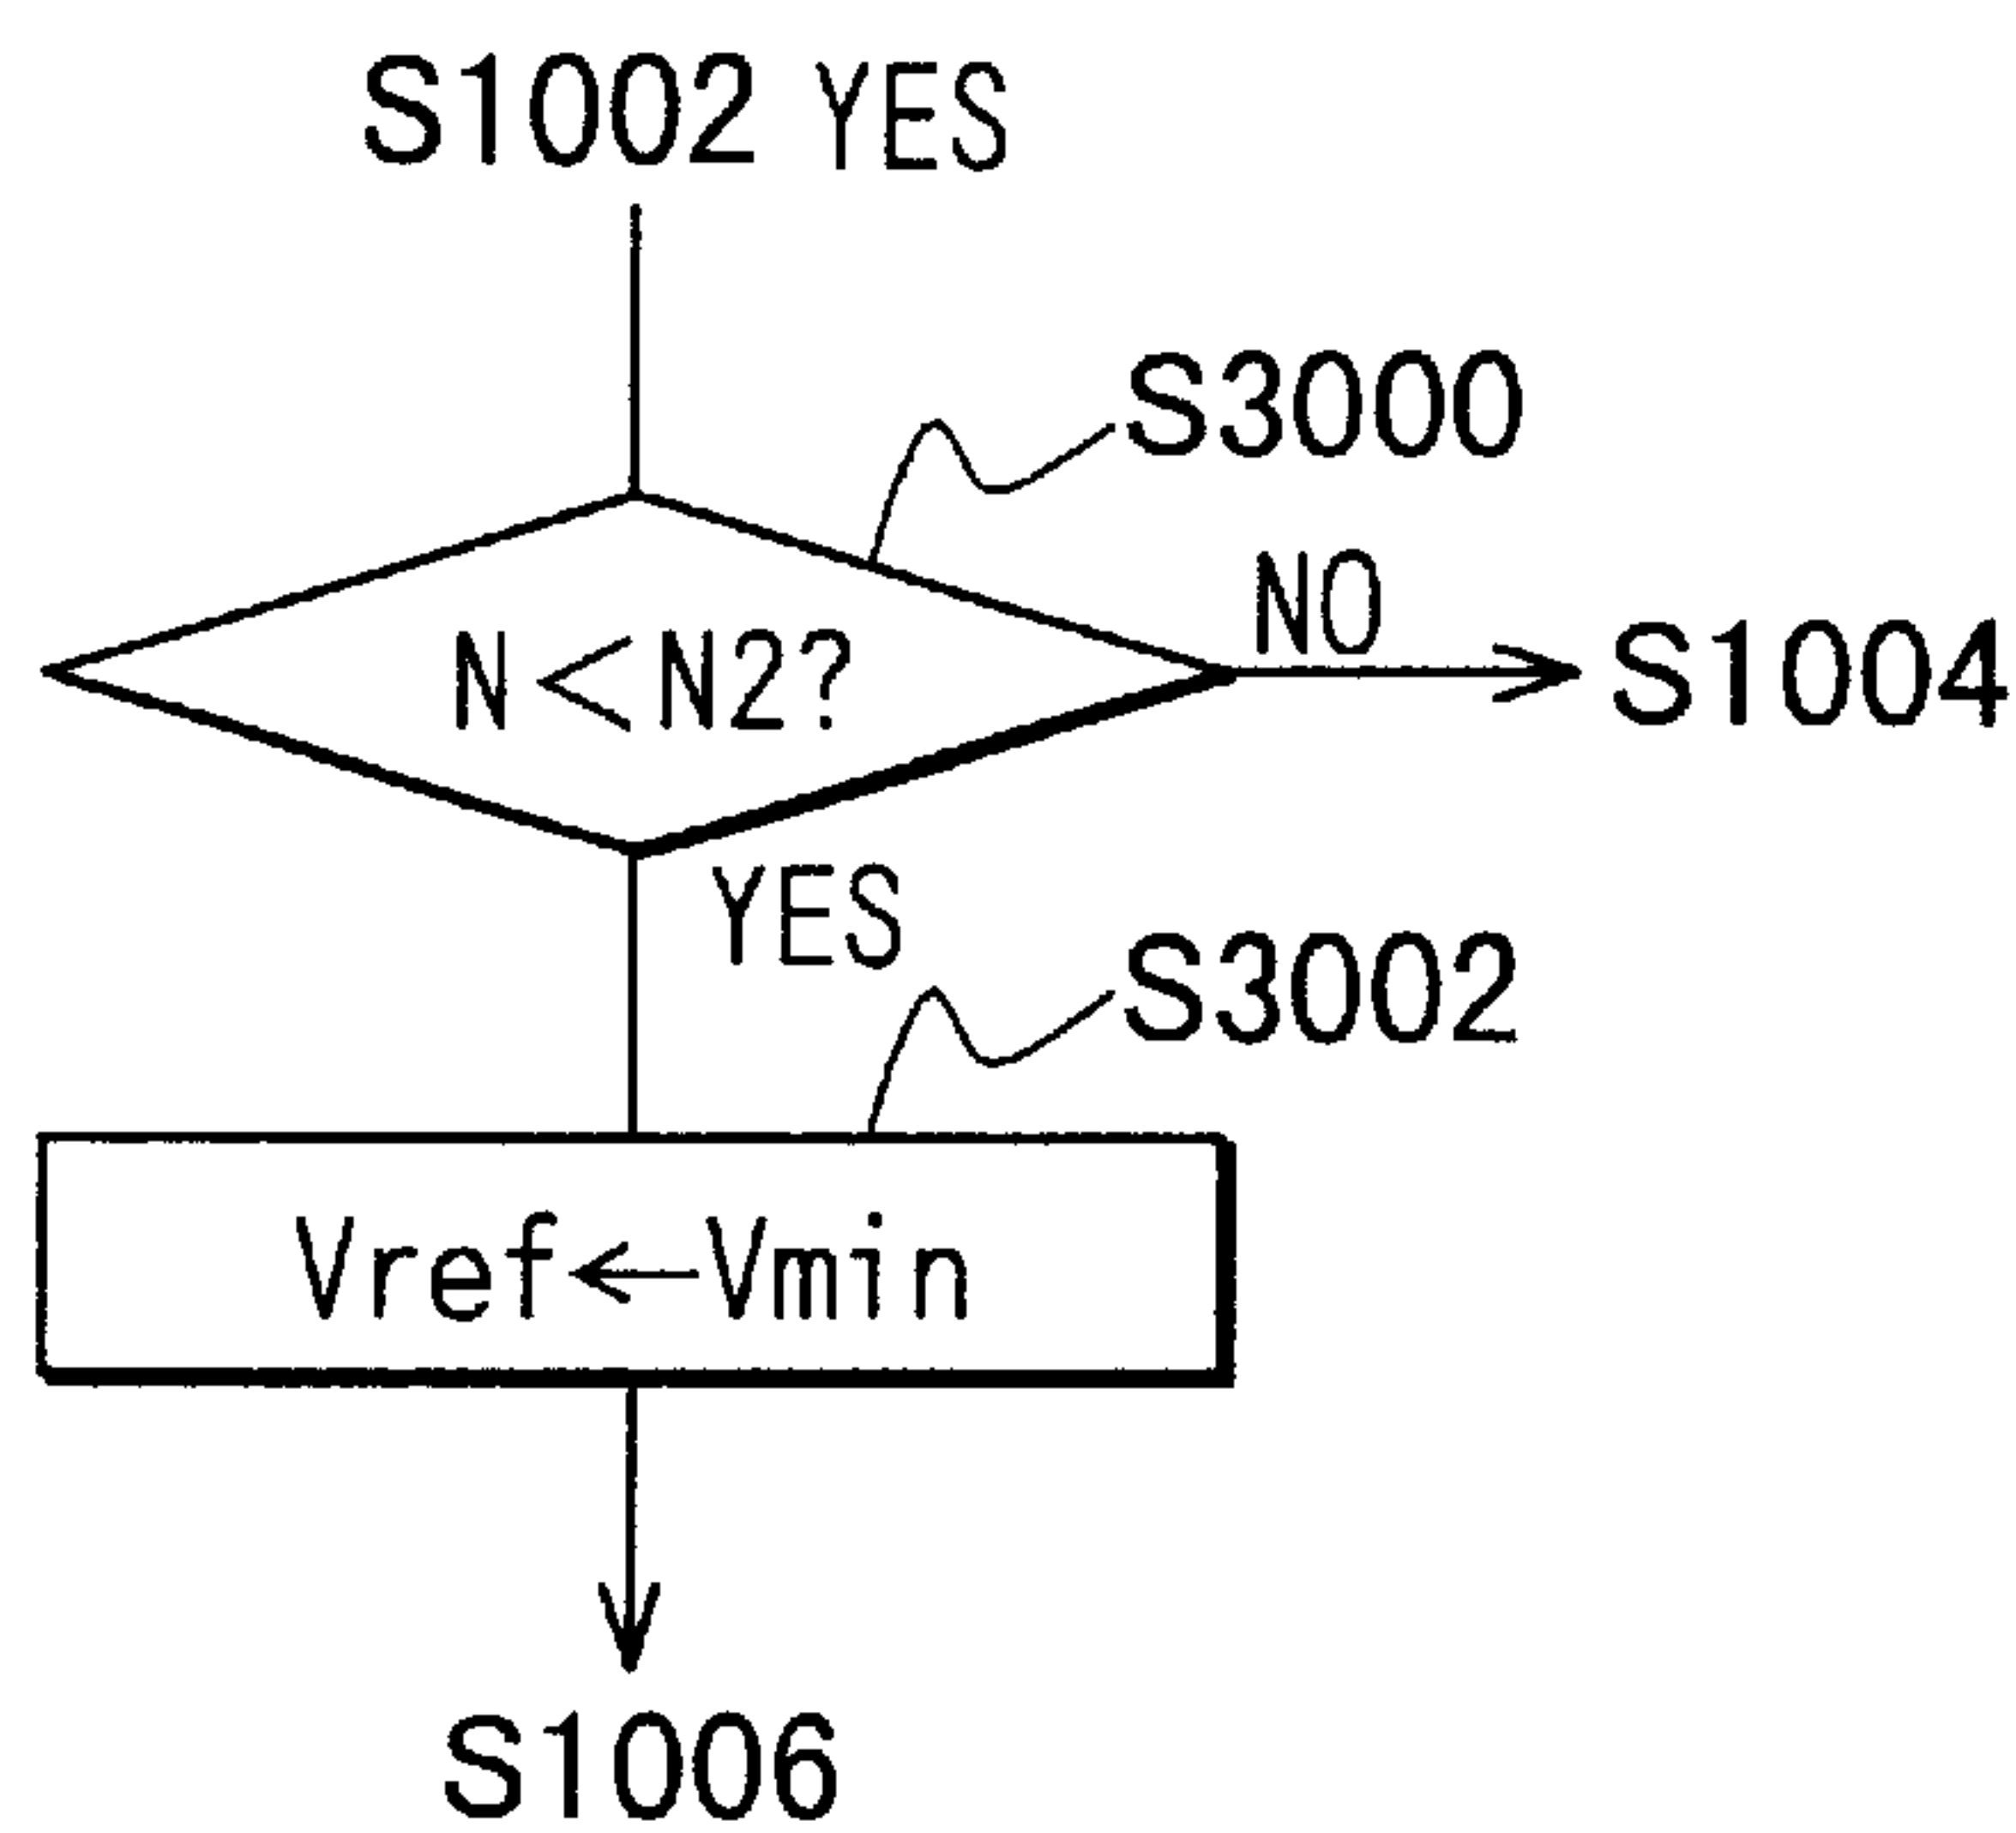 S1002 YES
S3000
NO
N<N2?
S1004
YES
S3002
Vref←Vmin
S1006